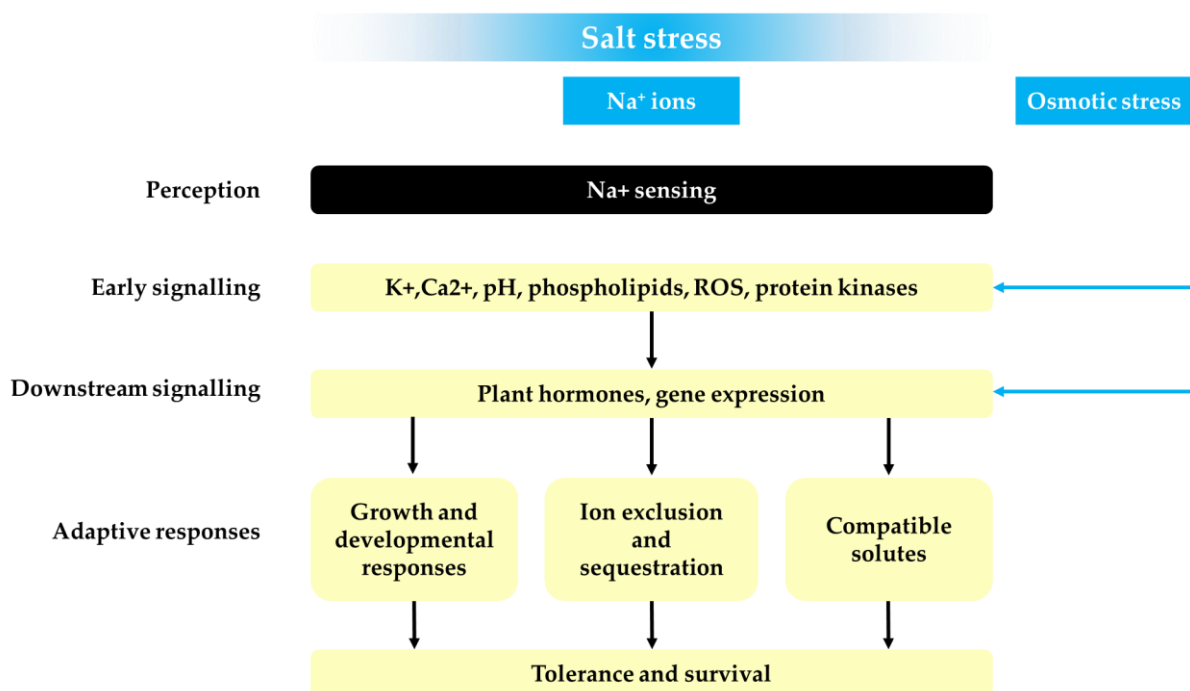 Salt stress
Na⁺ ions
Osmotic stress
Perception
Na+ sensing
Early signalling
K+,Ca2+, pH, phospholipids, ROS, protein kinases
Downstream signalling
Plant hormones, gene expression
Adaptive responses
Growth and
developmental
responses
Ion exclusion
and
sequestration
Compatible
solutes
Tolerance and survival